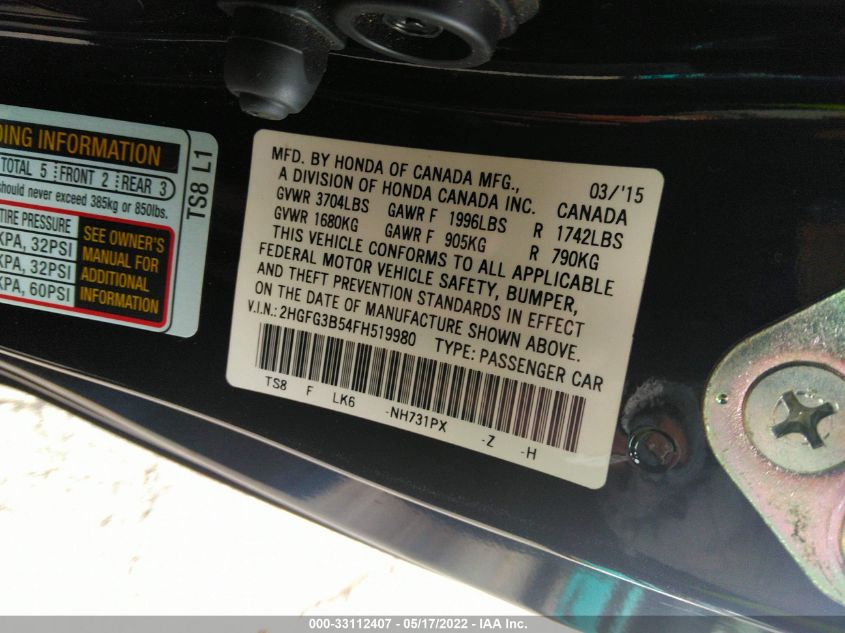 DING INFORMATION
TOTAL 5 FRONT 2 REAR 3
should never exceed 385kg or 850lbs.
TIRE PRESSURE
KPA, 32PSI
KPA, 32PSI
KPA, 60PSI
SEE OWNER'S
MANUAL FOR
ADDITIONAL
INFORMATION
TS8 L1
MFD. BY HONDA OF CANADA MFG., 03/'15
A DIVISION OF HONDA CANADA INC. CANADA
GVWR 3704LBS GAWR F 1996LBS R 1742LBS
GVWR 1680KG GAWR F 905KG R 790KG
THIS VEHICLE CONFORMS TO ALL APPLICABLE
FEDERAL MOTOR VEHICLE SAFETY, BUMPER,
AND THEFT PREVENTION STANDARDS IN EFFECT
ON THE DATE OF MANUFACTURE SHOWN ABOVE.
V.I.N.: 2HGFG3B54FH519980 TYPE: PASSENGER CAR
TS8 F LK6 -NH731PX -Z -H
000-33112407 - 05/17/2022 - IAA Inc.